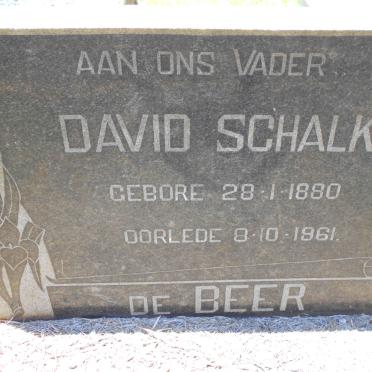 AAN ONS VADER
DAVID SCHALK
GEBORE 28-1-1880
OORLEDE 8-10-1961.
DE BEER